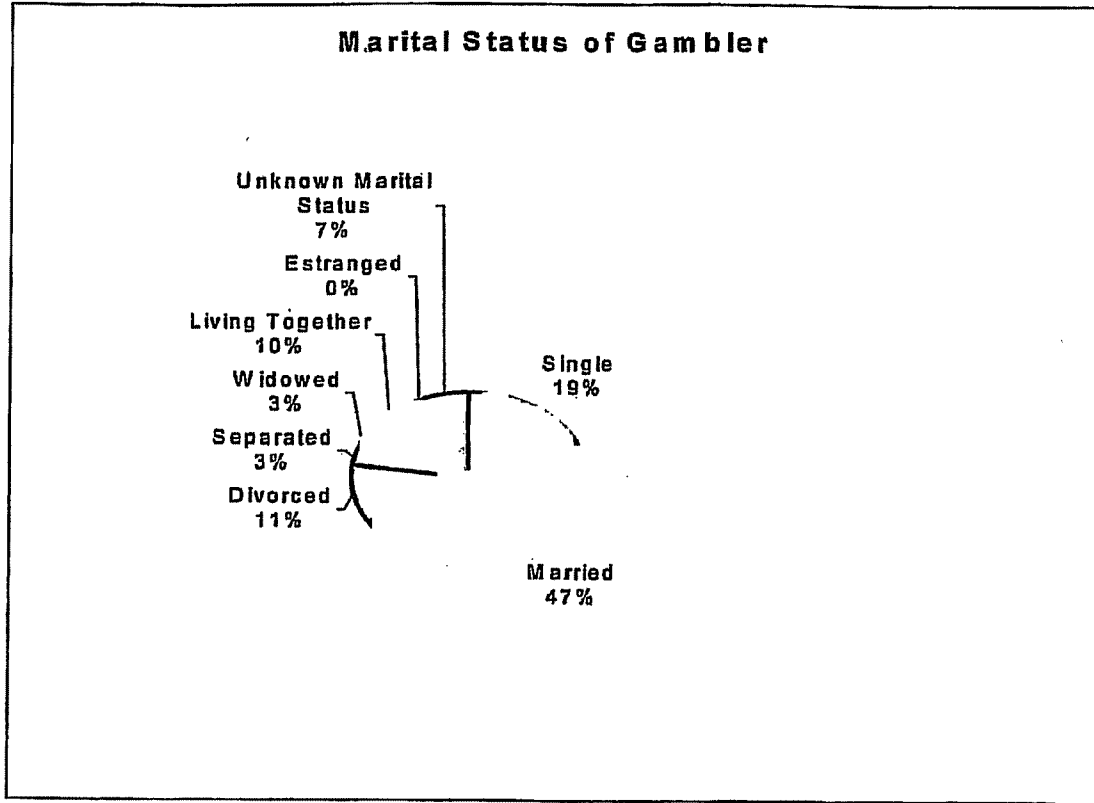 Marital Status of Gambler
Unknown Marital
Status
7%
Estranged
0%
Living Together
10%
Single
19%
Widowed
3%
Separated
3%
Divorced
11%
Married
47%